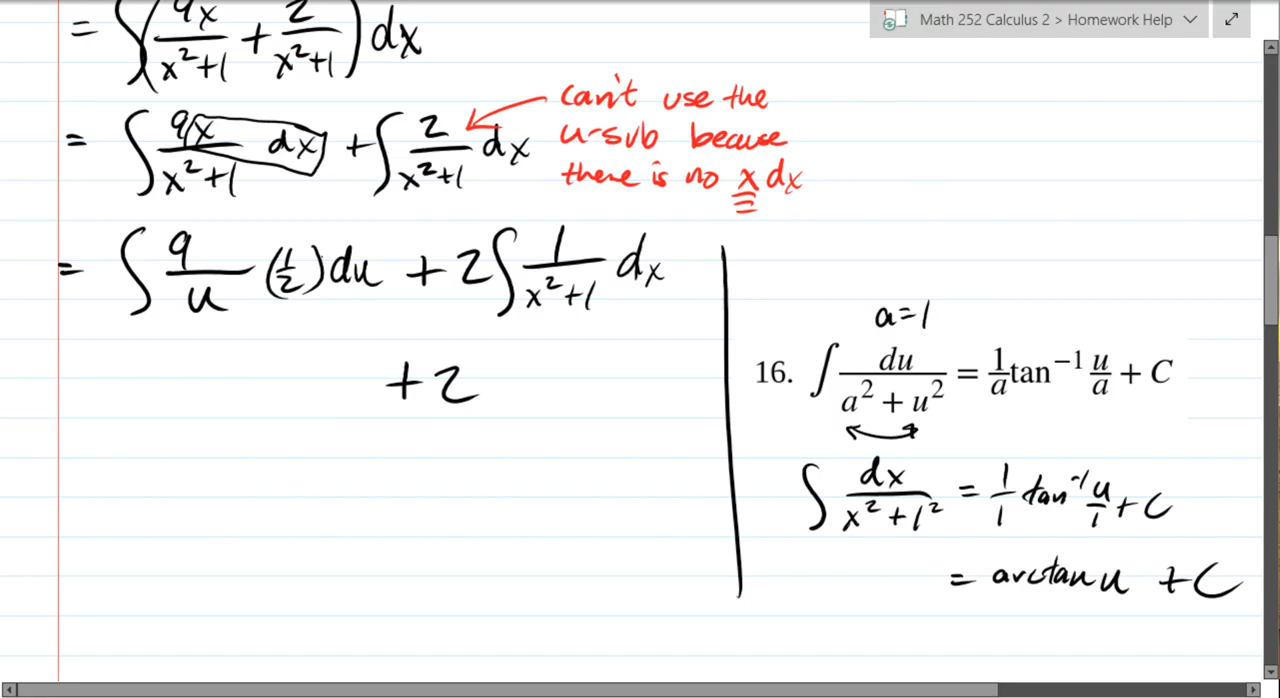 Math 252 Calculus 2 > Homework Help
= ∫(9x/(x²+1) + 2/(x²+1)) dx
= ∫ 9x/(x²+1) dx + ∫ 2/(x²+1) dx
can't use the
u-sub because
there is no x dx
= ∫ 9/u (1/2) du + 2∫ 1/(x²+1) dx
+2
a=1
16. ∫ du/(a² + u²) = 1/a tan⁻¹ u/a + C
∫ dx/(x²+1²) = 1/1 tan⁻¹ u/1 + C
= arctan u + C